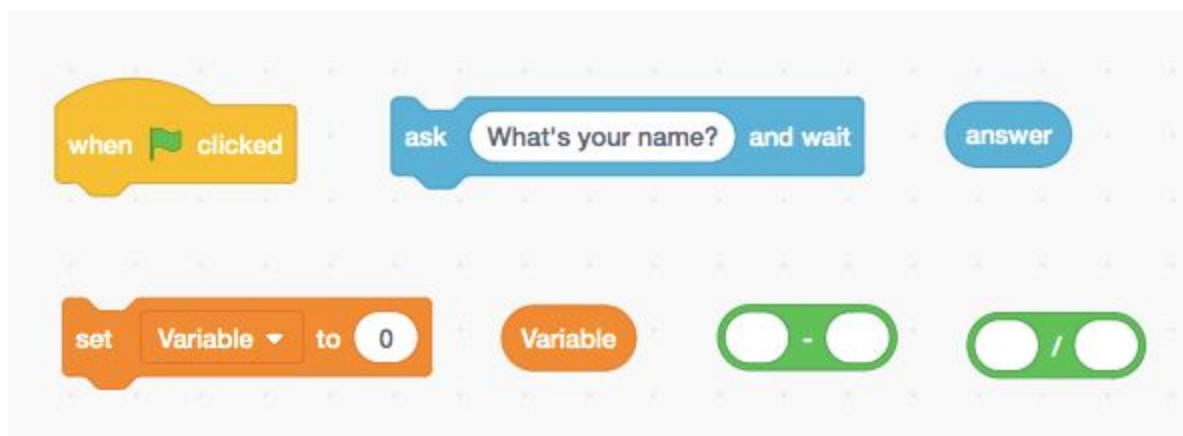 when clicked
ask What's your name? and wait
answer
set Variable to 0
Variable
-
/